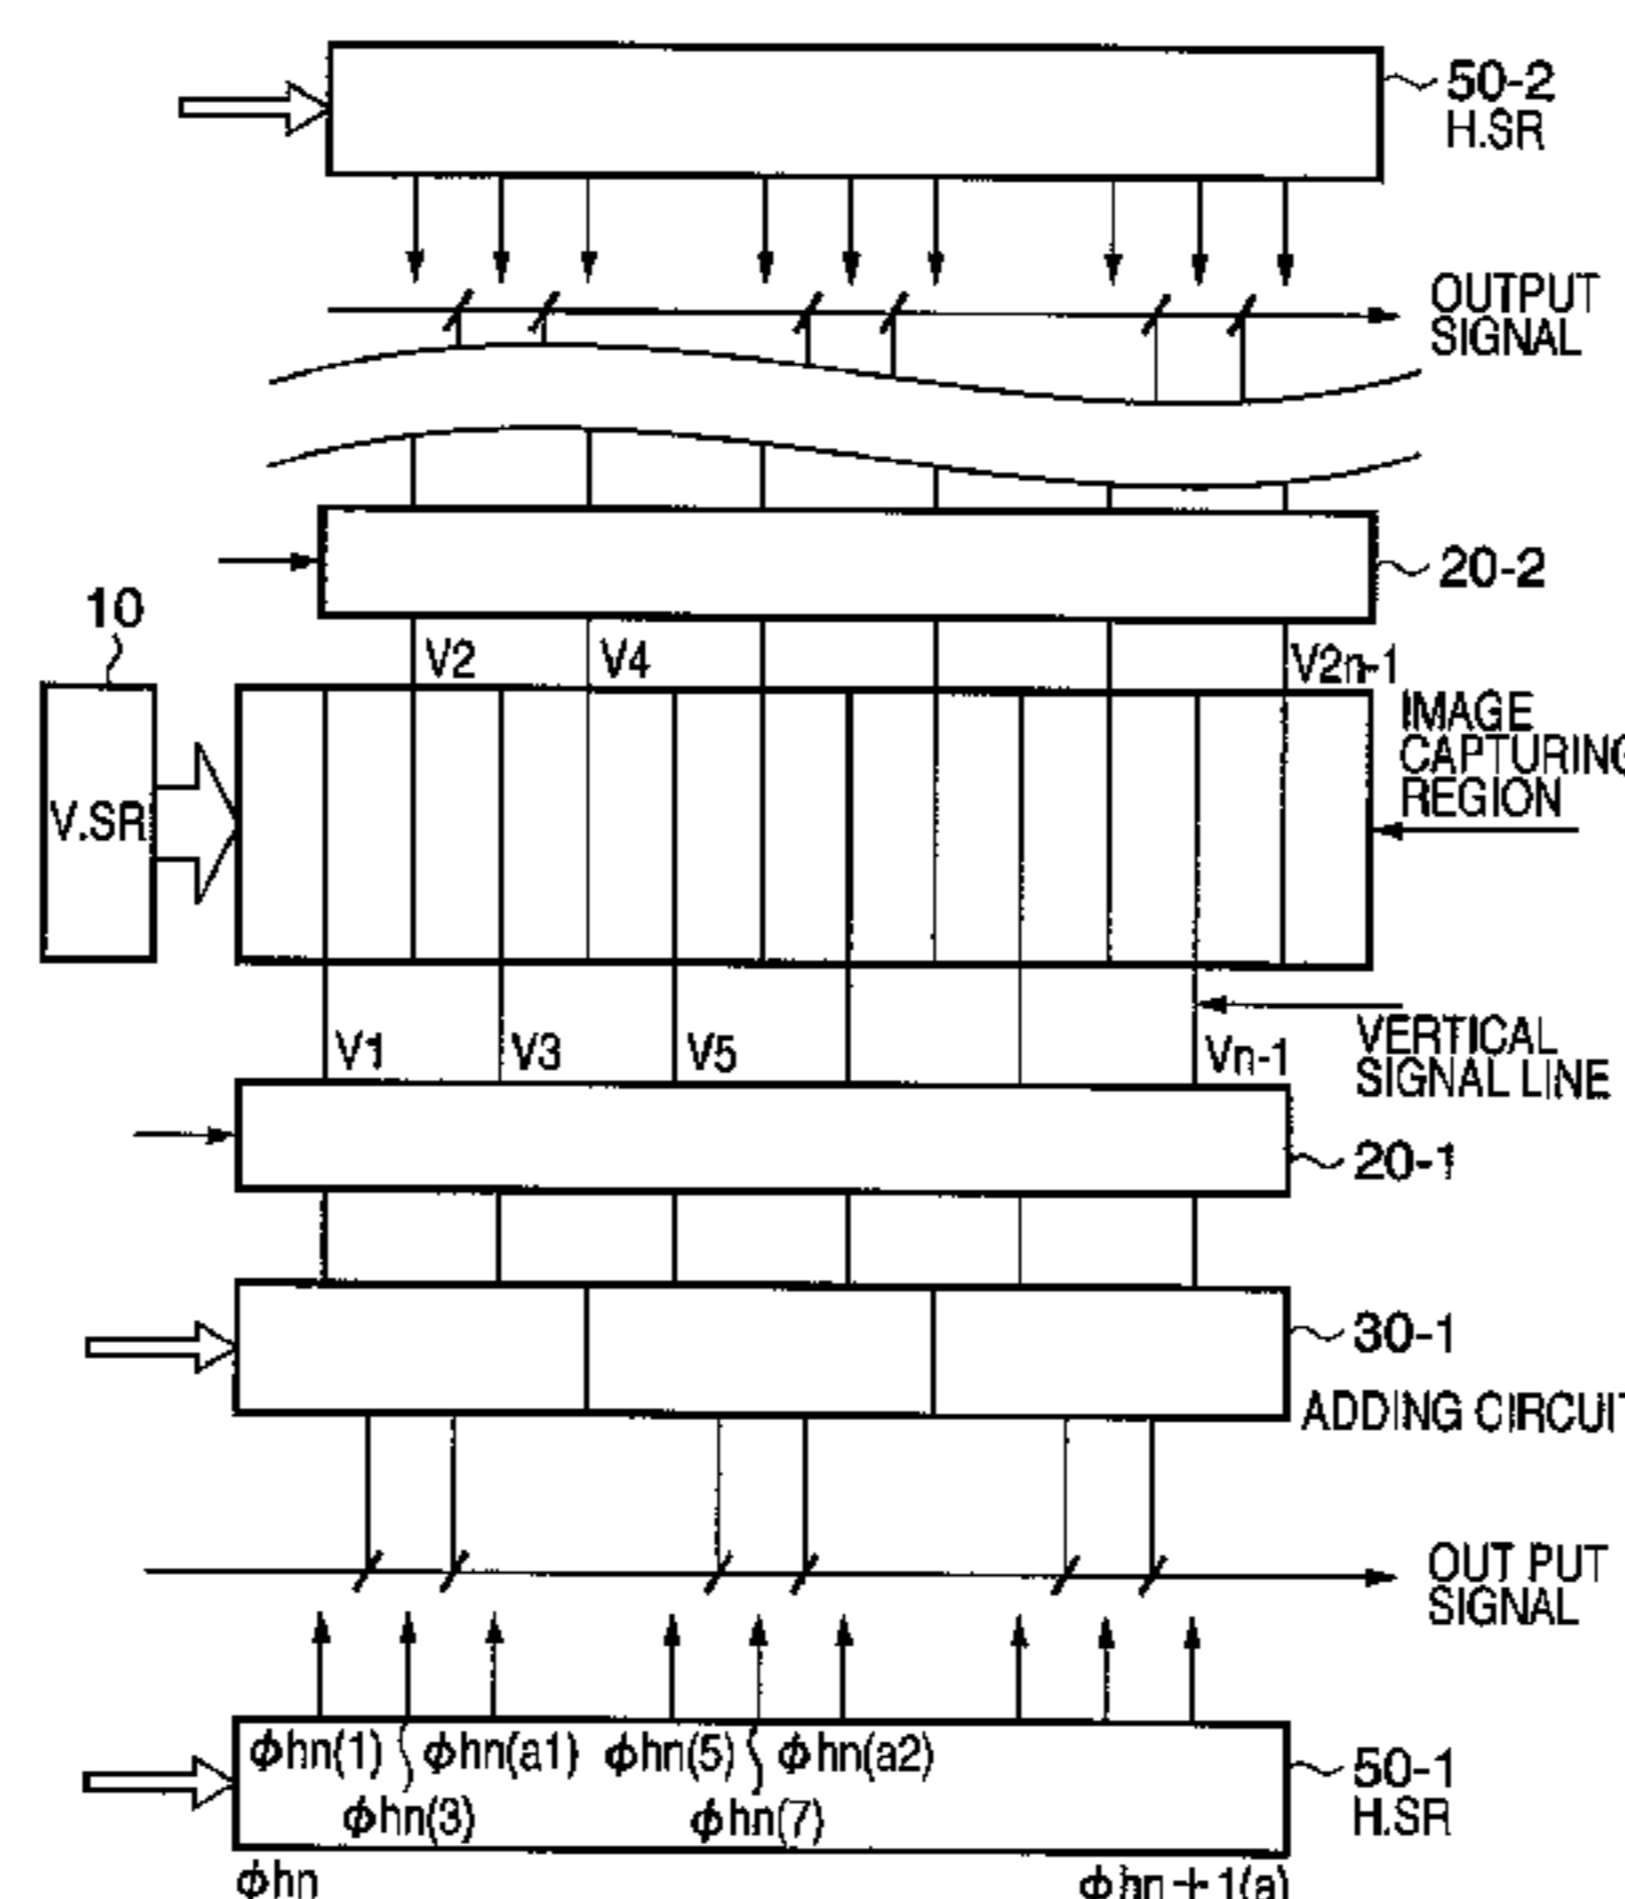 50-2
H.SR
OUTPUT
SIGNAL
20-2
10
V2
V4
V2n-1
IMAGE
CAPTURING
REGION
V.SR
V1
V3
V5
Vn-1
VERTICAL
SIGNAL LINE
20-1
30-1
ADDING CIRCUIT
OUT PUT
SIGNAL
ϕhn(1) ϕhn(a1) ϕhn(5) ϕhn(a2)
ϕhn(3) ϕhn(7)
50-1
H.SR
ϕhn
ϕhn+1(a)